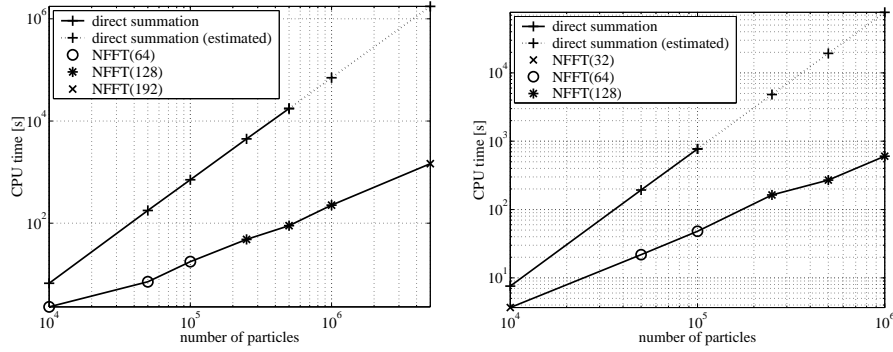 direct summation
direct summation (estimated)
NFFT(64)
NFFT(128)
NFFT(192)
10^6
10^4
10^2
CPU time [s]
10^4
10^5
10^6
number of particles
direct summation
direct summation (estimated)
NFFT(32)
NFFT(64)
NFFT(128)
10^4
10^3
10^2
10^1
CPU time [s]
10^4
10^5
10^6
number of particles